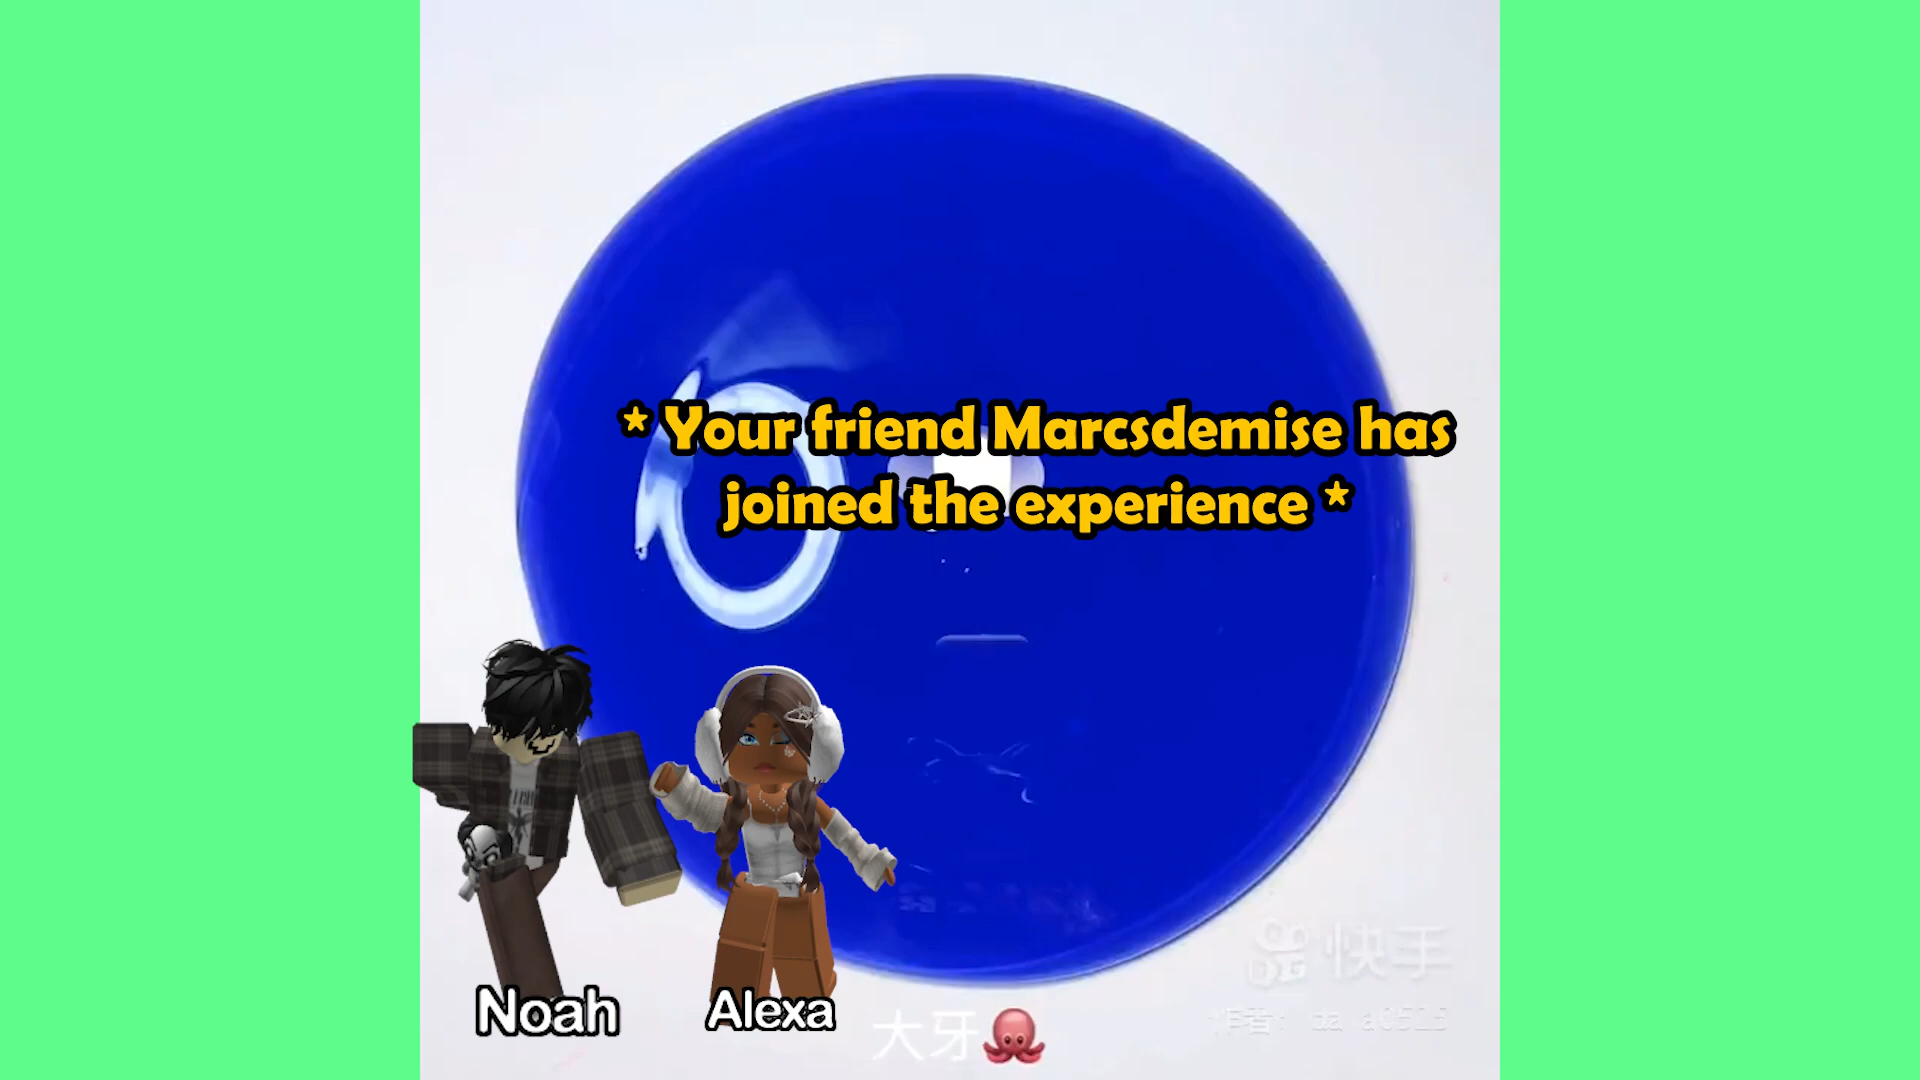 * Your friend Marcsdemise has
joined the experience *
快手
Noah
Alexa
大牙🐙